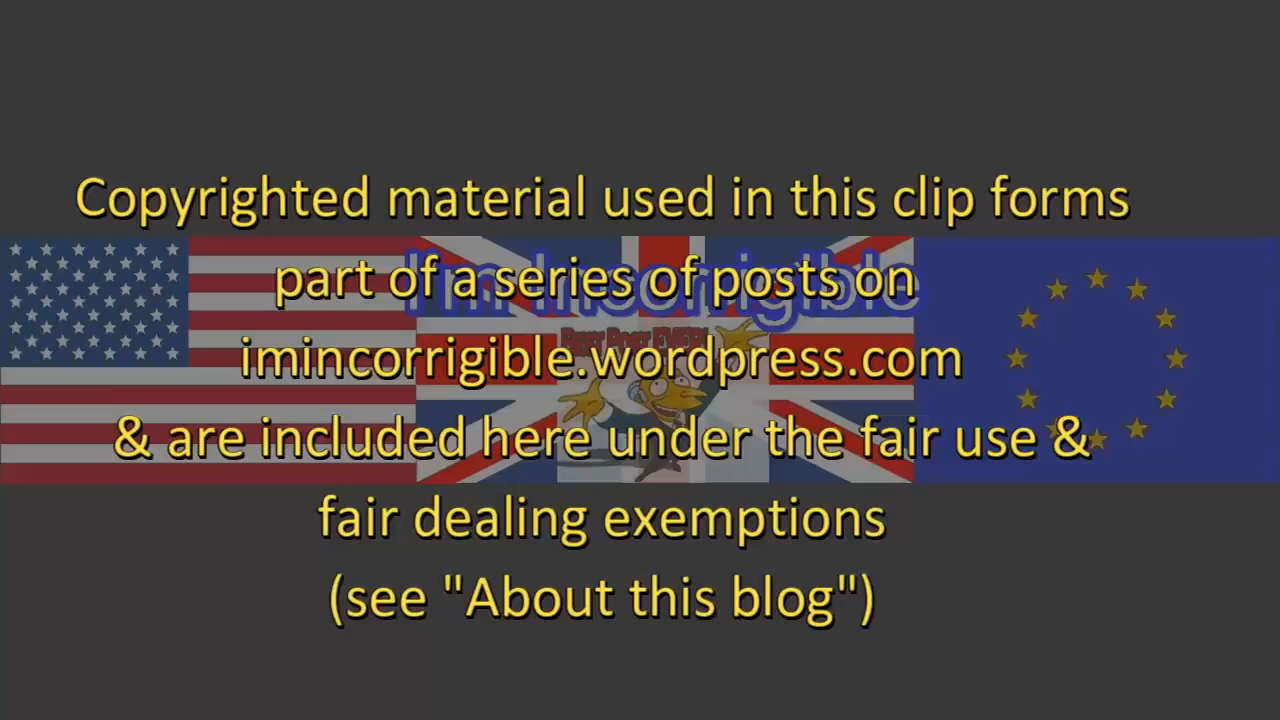 Copyrighted material used in this clip forms
part of a series of posts on
I'm Incorrigible
imincorrigible.wordpress.com
& are included here under the fair use &
fair dealing exemptions
(see "About this blog")